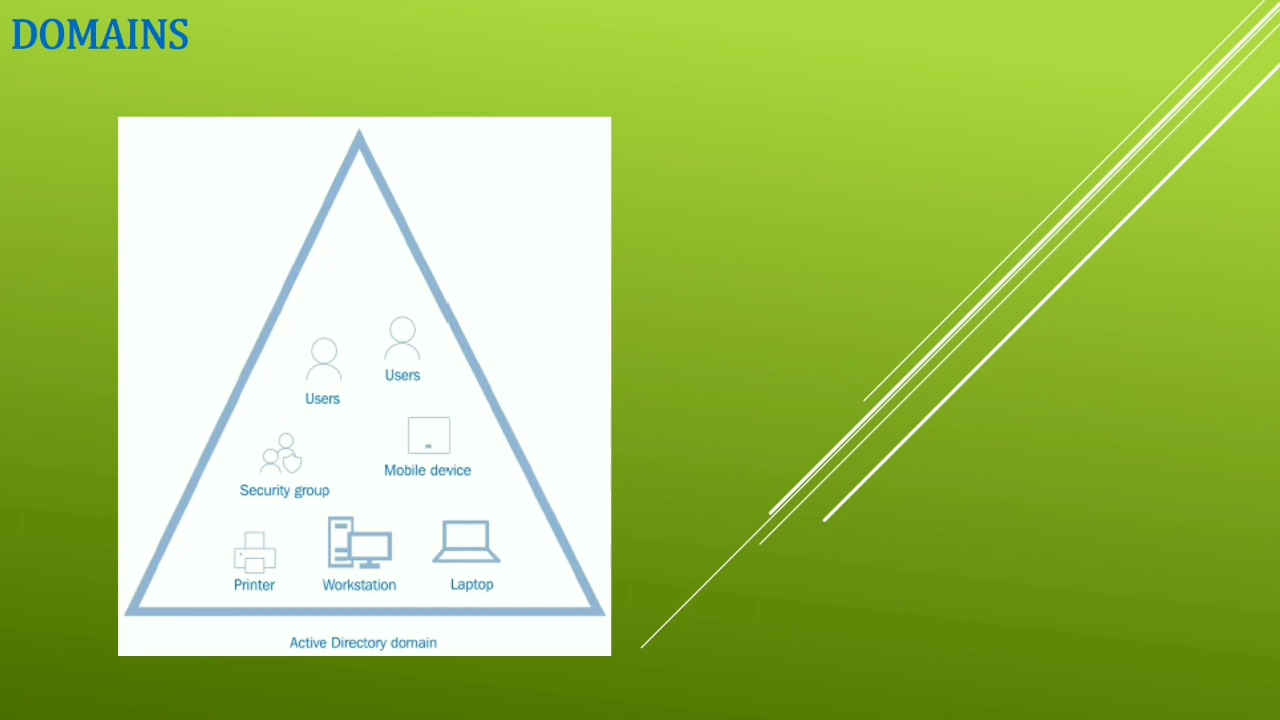 DOMAINS
Users
Users
Security group
Mobile device
Printer
Workstation
Laptop
Active Directory domain